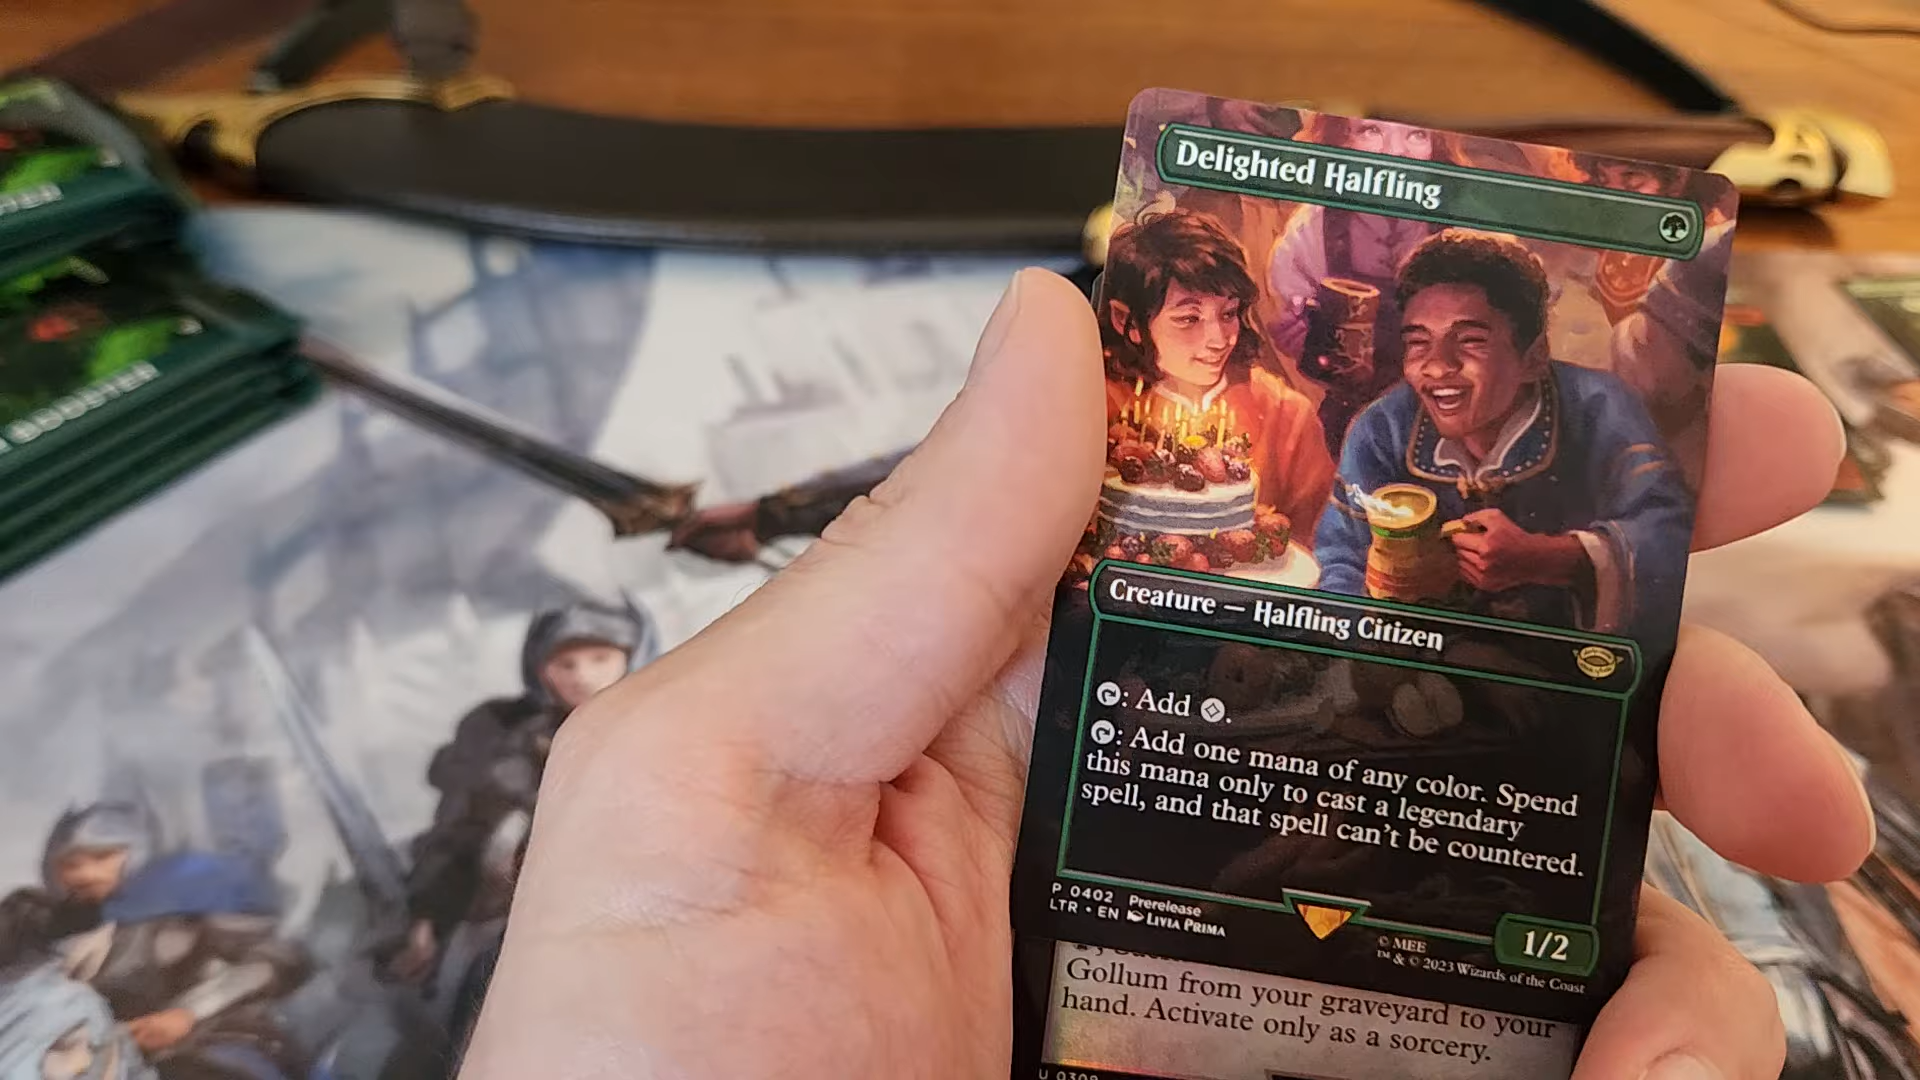 Delighted Halfling
Creature — Halfling Citizen
: Add .
: Add one mana of any color. Spend
this mana only to cast a legendary
spell, and that spell can't be countered.
P 0402 Prerelease
LTR • EN LIVIA PRIMA
1/2
© MEE
™ & © 2023 Wizards of the Coast
Gollum from your graveyard to your
hand. Activate only as a sorcery.
BOOSTER